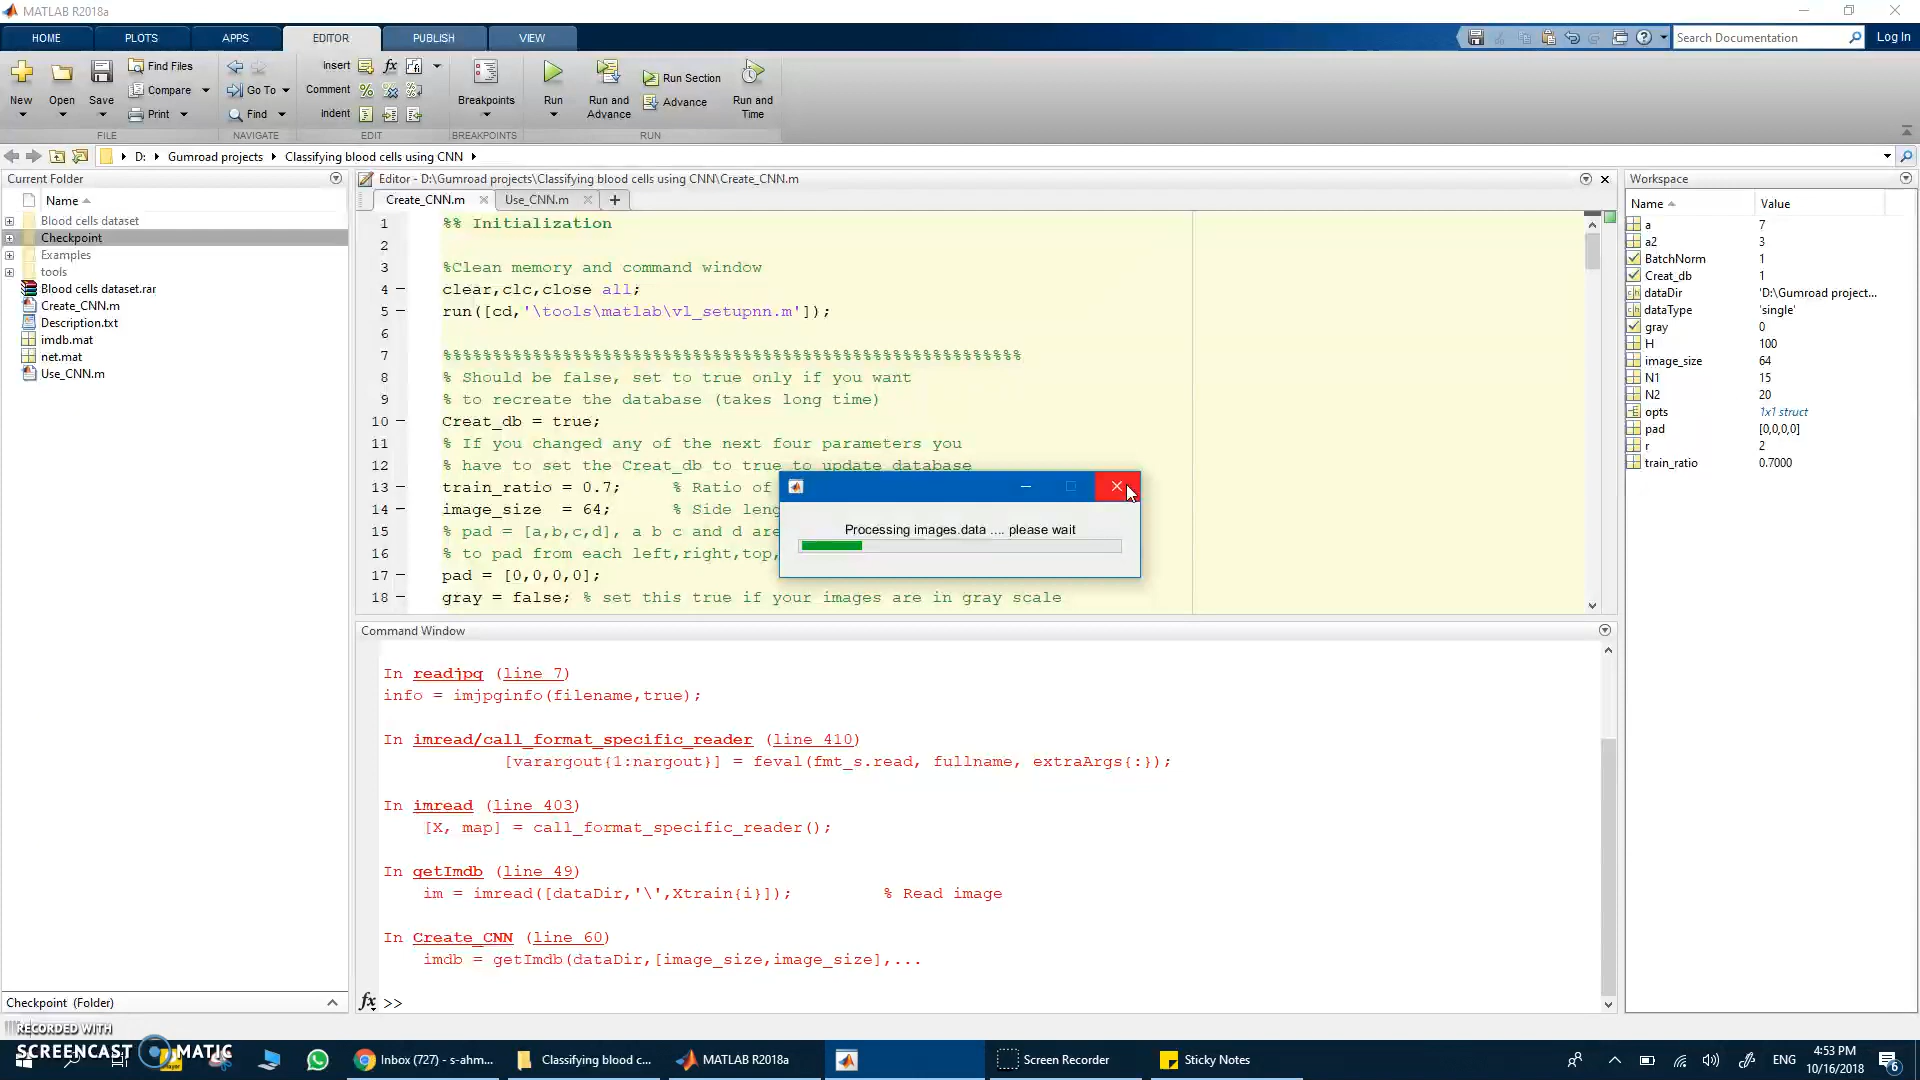 MATLAB R2018a
HOME PLOTS APPS EDITOR PUBLISH VIEW
Search Documentation Log In
New Open Save
Find Files
Compare
Print
Go To
Find
Insert fx
Comment
Indent
Breakpoints
Run
Run and Advance
Run Section
Advance
Run and Time
FILE NAVIGATE EDIT BREAKPOINTS RUN
D: Gumroad projects Classifying blood cells using CNN
Current Folder
Name
Blood cells dataset
Checkpoint
Examples
tools
Blood cells dataset.rar
Create_CNN.m
Description.txt
imdb.mat
net.mat
Use_CNN.m
Checkpoint (Folder)
Editor - D:\Gumroad projects\Classifying blood cells using CNN\Create_CNN.m
Create_CNN.m Use_CNN.m
1 %% Initialization
2
3 %Clean memory and command window
4 clear,clc,close all;
5 run([cd,'\tools\matlab\vl_setupnn.m']);
6
7 %%%%%%%%%%%%%%%%%%%%%%%%%%%%%%%%%%%%%%%%%%%%%%%%%%%%%%%%%%
8 % Should be false, set to true only if you want
9 % to recreate the database (takes long time)
10 Creat_db = true;
11 % If you changed any of the next four parameters you
12 % have to set the Creat_db to true to update database
13 train_ratio = 0.7; % Ratio of
14 image_size = 64; % Side leng
15 % pad = [a,b,c,d], a b c and d are
16 % to pad from each left,right,top,
17 pad = [0,0,0,0];
18 gray = false; % set this true if your images are in gray scale
Processing images.data .... please wait
Command Window
In readjpg (line 7)
info = imjpginfo(filename,true);
In imread/call_format_specific_reader (line 410)
[varargout{1:nargout}] = feval(fmt_s.read, fullname, extraArgs{:});
In imread (line 403)
[X, map] = call_format_specific_reader();
In getImdb (line 49)
im = imread([dataDir,'\',Xtrain{i}]); % Read image
In Create_CNN (line 60)
imdb = getImdb(dataDir,[image_size,image_size],...
fx >>
Workspace
Name Value
a 7
a2 3
BatchNorm 1
Creat_db 1
dataDir 'D:\Gumroad project...
dataType 'single'
gray 0
H 100
image_size 64
N1 15
N2 20
opts 1x1 struct
pad [0,0,0,0]
r 2
train_ratio 0.7000
RECORDED WITH
SCREENCAST MATIC
Inbox (727) - s-ahm...
Classifying blood c...
MATLAB R2018a
Screen Recorder
Sticky Notes
ENG
4:53 PM
10/16/2018
6